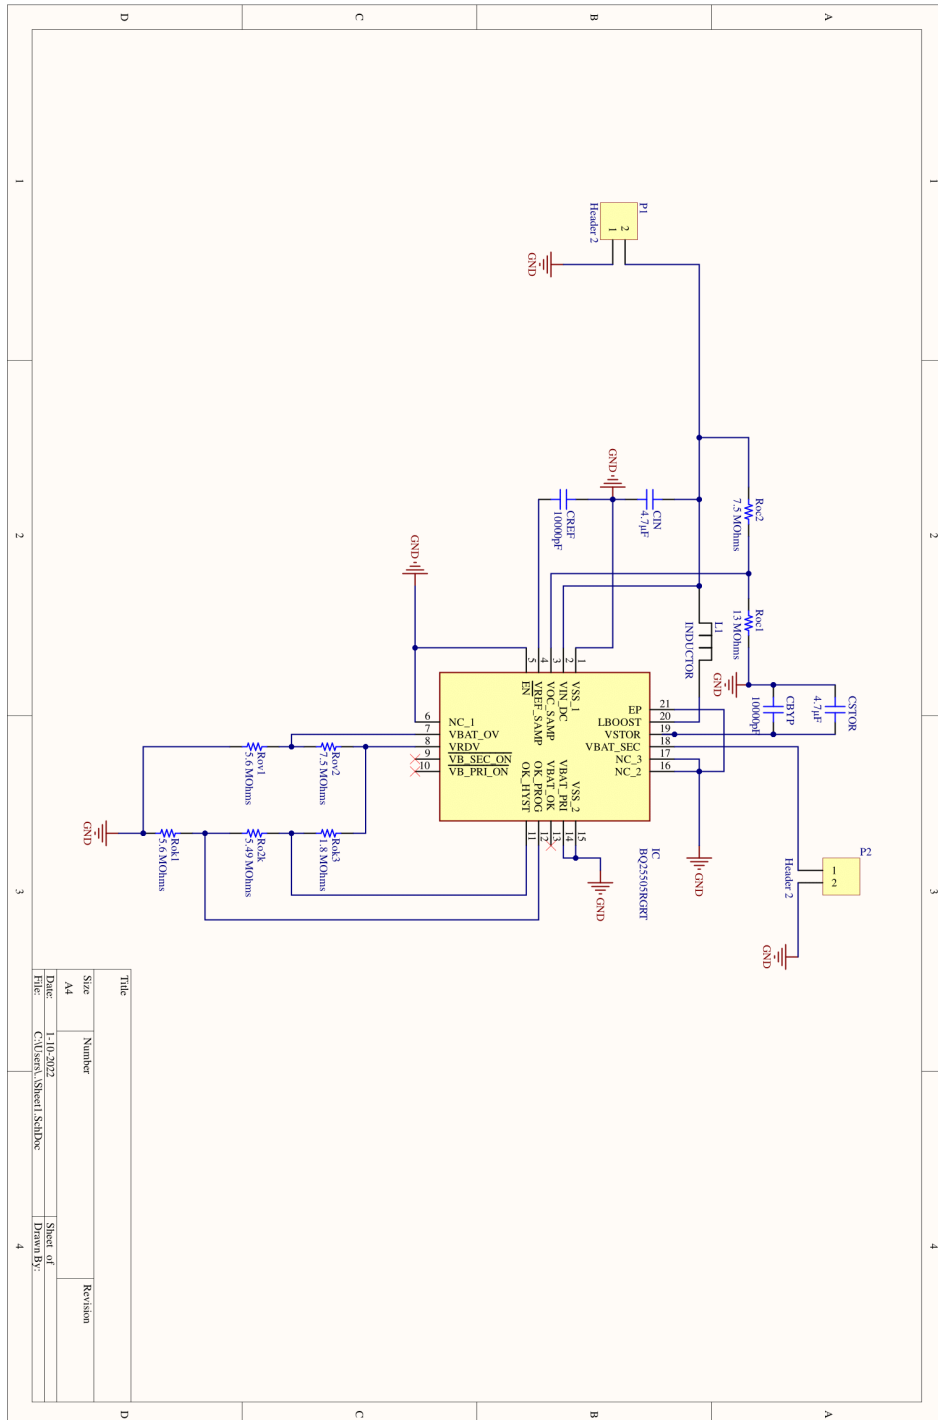 D
C
B
A
1
1
2
2
3
3
4
4
D
C
B
A
P1
2
1
Header 2
GND
GND
CREF
10000pF
CIN
4.7µF
Roc2
7.5 MOhms
Roc1
13 MOhms
L1
INDUCTOR
GND
CBYP
10000pF
CSTOR
4.7µF
GND
5
4
3
2
1
EN
VREF_SAMP
VOC_SAMP
VIN_DC
VSS_1
6
NC_1
7
VBAT_OV
8
VRDV
9
VB_SEC_ON
10
VB_PRI_ON
21
EP
20
LBOOST
19
VSTOR
18
VBAT_SEC
17
NC_3
16
NC_2
OK_HYST
OK_PROG
VBAT_OK
VBAT_PRI
VSS_2
11
12
13
14
15
IC
BQ25505RGRT
Rov1
5.6 MOhms
Rov2
7.5 MOhms
Rok1
5.6 MOhms
Ro2k
5.49 MOhms
Rok3
1.8 MOhms
GND
GND
GND
P2
1
2
Header 2
GND
Title
Size
A4
Number
Revision
Date:
1-10-2022
Sheet of
File:
C:\Users\..\Sheet1.SchDoc
Drawn By: